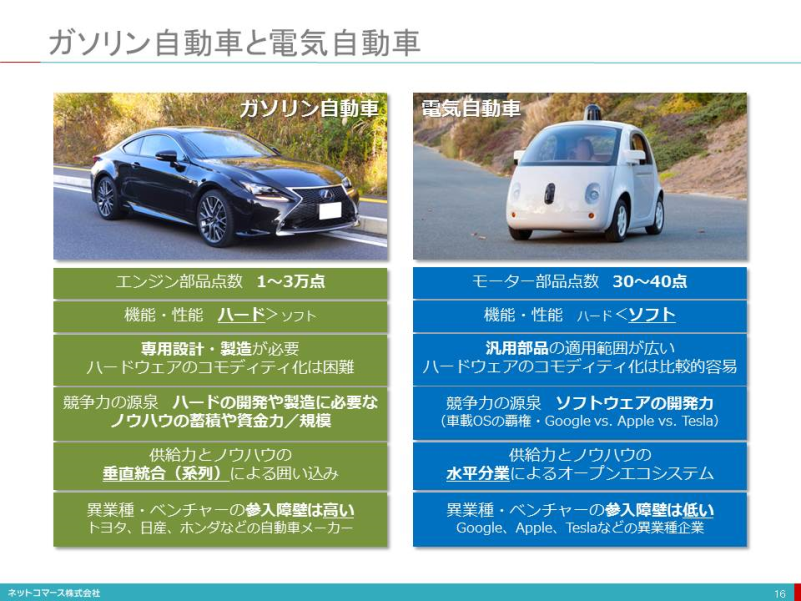 ガソリン自動車と電気自動車
ガソリン自動車
エンジン部品点数 1～3万点
機能・性能 ハード＞ソフト
専用設計・製造が必要
ハードウェアのコモディティ化は困難
競争力の源泉 ハードの開発や製造に必要な
ノウハウの蓄積や資金力／規模
供給力とノウハウの
垂直統合（系列）による囲い込み
異業種・ベンチャーの参入障壁は高い
トヨタ、日産、ホンダなどの自動車メーカー
電気自動車
モーター部品点数 30～40点
機能・性能 ハード＜ソフト
汎用部品の適用範囲が広い
ハードウェアのコモディティ化は比較的容易
競争力の源泉 ソフトウェアの開発力
（車載OSの覇権・Google vs. Apple vs. Tesla）
供給力とノウハウの
水平分業によるオープンエコシステム
異業種・ベンチャーの参入障壁は低い
Google、Apple、Teslaなどの異業種企業
ネットコマース株式会社
16